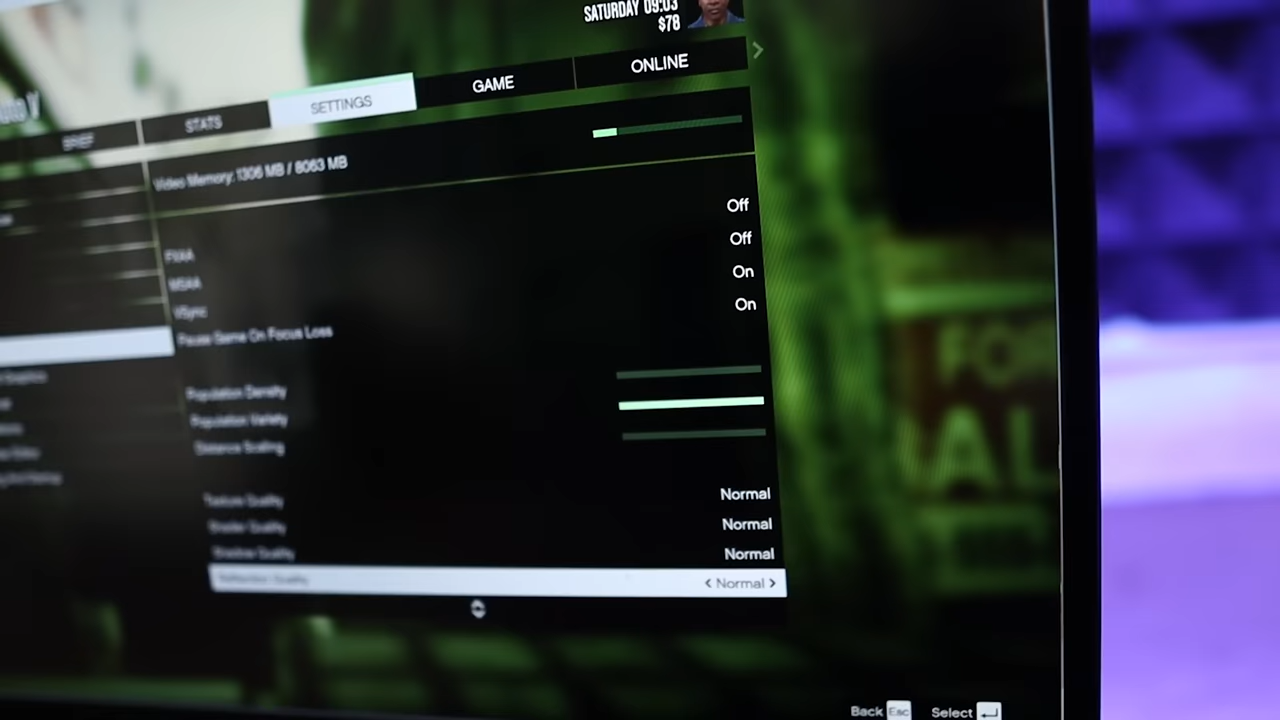 SATURDAY 09:03
$78
BRIEF STATS SETTINGS GAME ONLINE
Video Memory: 1306 MB / 8063 MB
FXAA Off
MSAA Off
VSync On
Pause Game On Focus Loss On
Population Density
Population Variety
Distance Scaling
Texture Quality Normal
Shader Quality Normal
Shadow Quality Normal
Reflection Quality < Normal >
FOR
AL
Back Esc Select